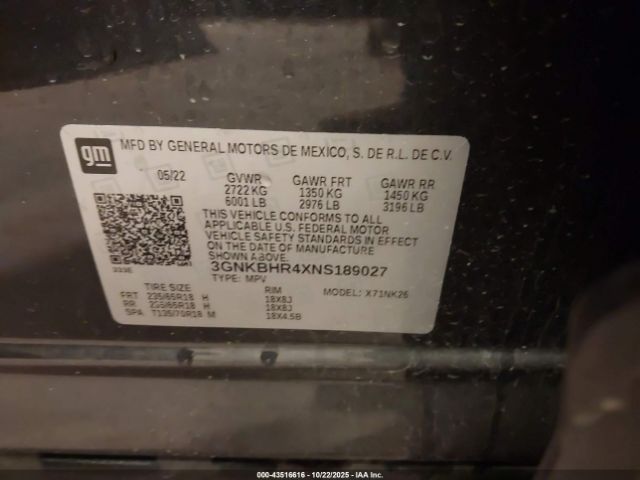 gm
MFD BY GENERAL MOTORS DE MEXICO, S. DE R.L. DE C.V.
05/22 GVWR GAWR FRT GAWR RR
2722 KG 1350 KG 1450 KG
6001 LB 2976 LB 3196 LB
THIS VEHICLE CONFORMS TO ALL
APPLICABLE U.S. FEDERAL MOTOR
VEHICLE SAFETY STANDARDS IN EFFECT
ON THE DATE OF MANUFACTURE
SHOWN ABOVE.
3GNKBHR4XNS189027
333E TYPE: MPV
TIRE SIZE RIM MODEL: X71NK26
FRT 235/65R18 H 18X8J
RR 235/65R18 H 18X8J
SPA T135/70R18 M 18X4.5B
000-43516616 - 10/22/2025 - IAA Inc.